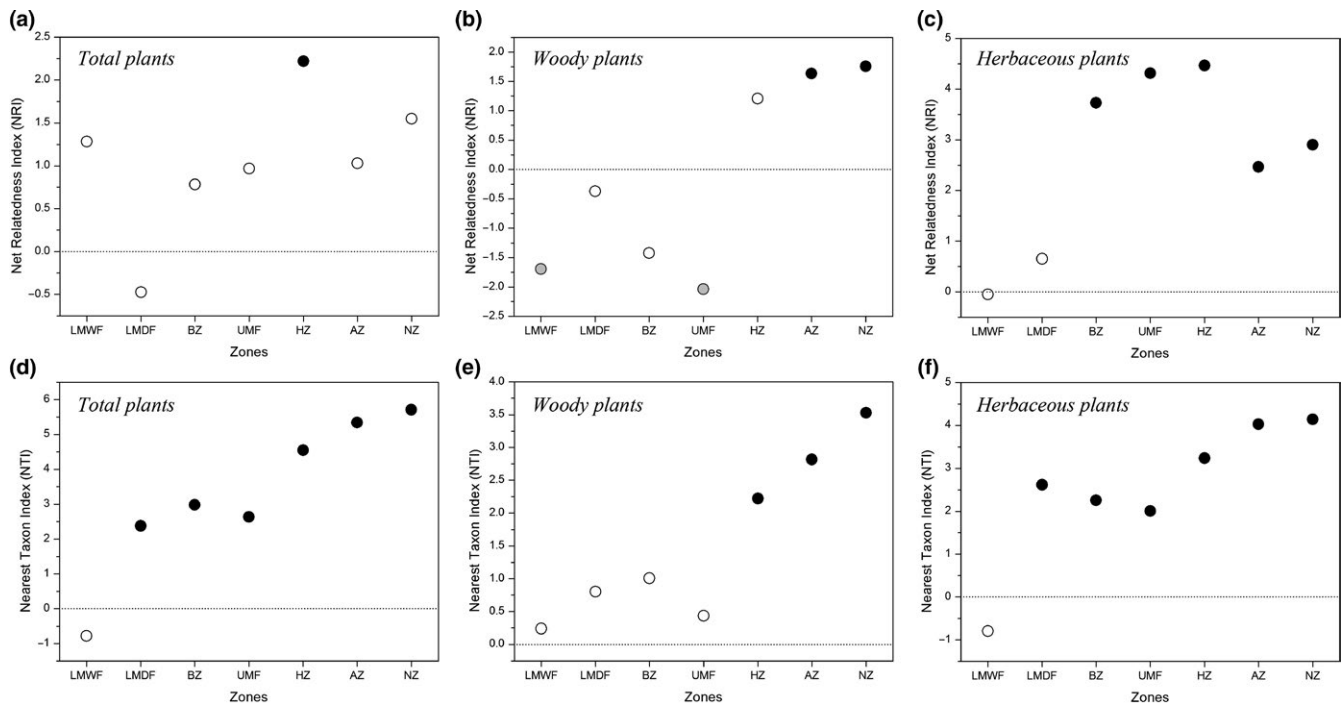 (a)
Total plants
Net Relatedness Index (NRI)
2.5
2.0
1.5
1.0
0.5
0.0
−0.5
LMWF LMDF BZ UMF HZ AZ NZ
Zones
(b)
Woody plants
Net Relatedness Index (NRI)
2.0
1.5
1.0
0.5
0.0
−0.5
−1.0
−1.5
−2.0
−2.5
LMWF LMDF BZ UMF HZ AZ NZ
Zones
(c)
Herbaceous plants
Net Relatedness Index (NRI)
5
4
3
2
1
0
LMWF LMDF BZ UMF HZ AZ NZ
Zones
(d)
Total plants
Nearest Taxon Index (NTI)
6
5
4
3
2
1
0
−1
LMWF LMDF BZ UMF HZ AZ NZ
Zones
(e)
Woody plants
Nearest Taxon Index (NTI)
4.0
3.5
3.0
2.5
2.0
1.5
1.0
0.5
0.0
LMWF LMDF BZ UMF HZ AZ NZ
Zones
(f)
Herbaceous plants
Nearest Taxon Index (NTI)
5
4
3
2
1
0
−1
LMWF LMDF BZ UMF HZ AZ NZ
Zones